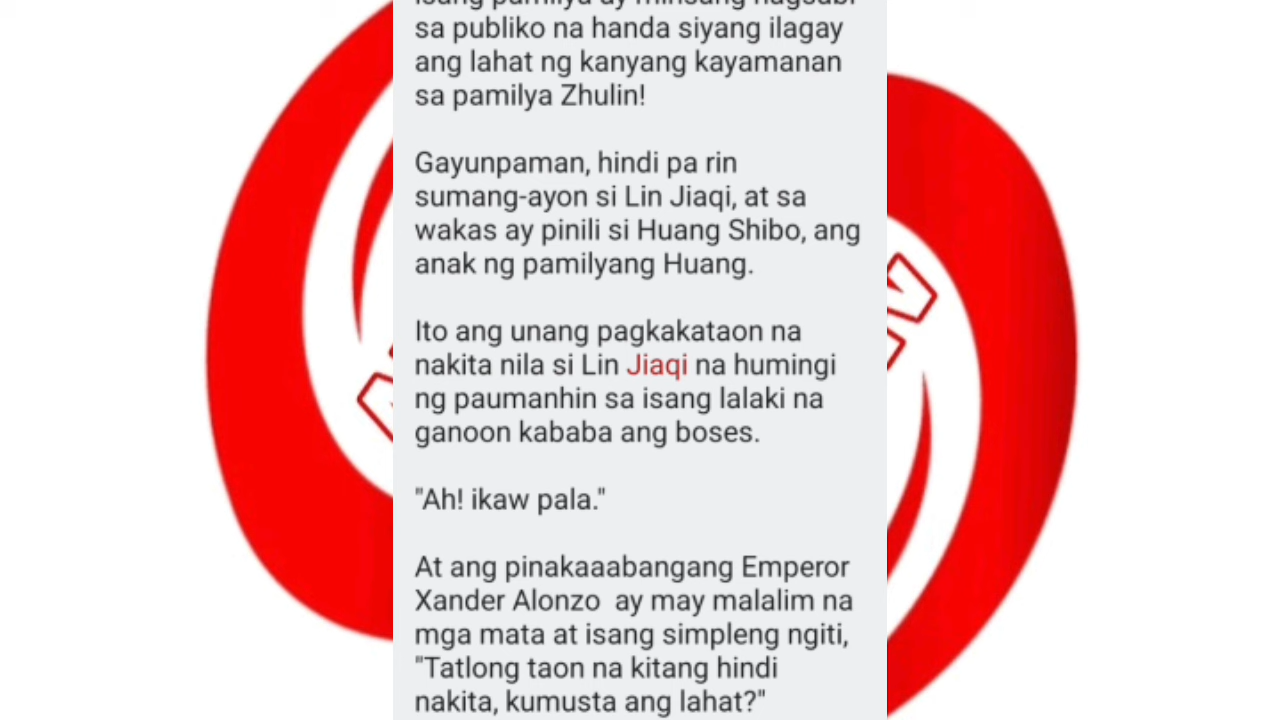 sa publiko na handa siyang ilagay
ang lahat ng kanyang kayamanan
sa pamilya Zhulin!
Gayunpaman, hindi pa rin
sumang-ayon si Lin Jiaqi, at sa
wakas ay pinili si Huang Shibo, ang
anak ng pamilyang Huang.
Ito ang unang pagkakataon na
nakita nila si Lin Jiaqi na humingi
ng paumanhin sa isang lalaki na
ganoon kababa ang boses.
"Ah! ikaw pala."
At ang pinakaaabangang Emperor
Xander Alonzo ay may malalim na
mga mata at isang simpleng ngiti,
"Tatlong taon na kitang hindi
nakita, kumusta ang lahat?"